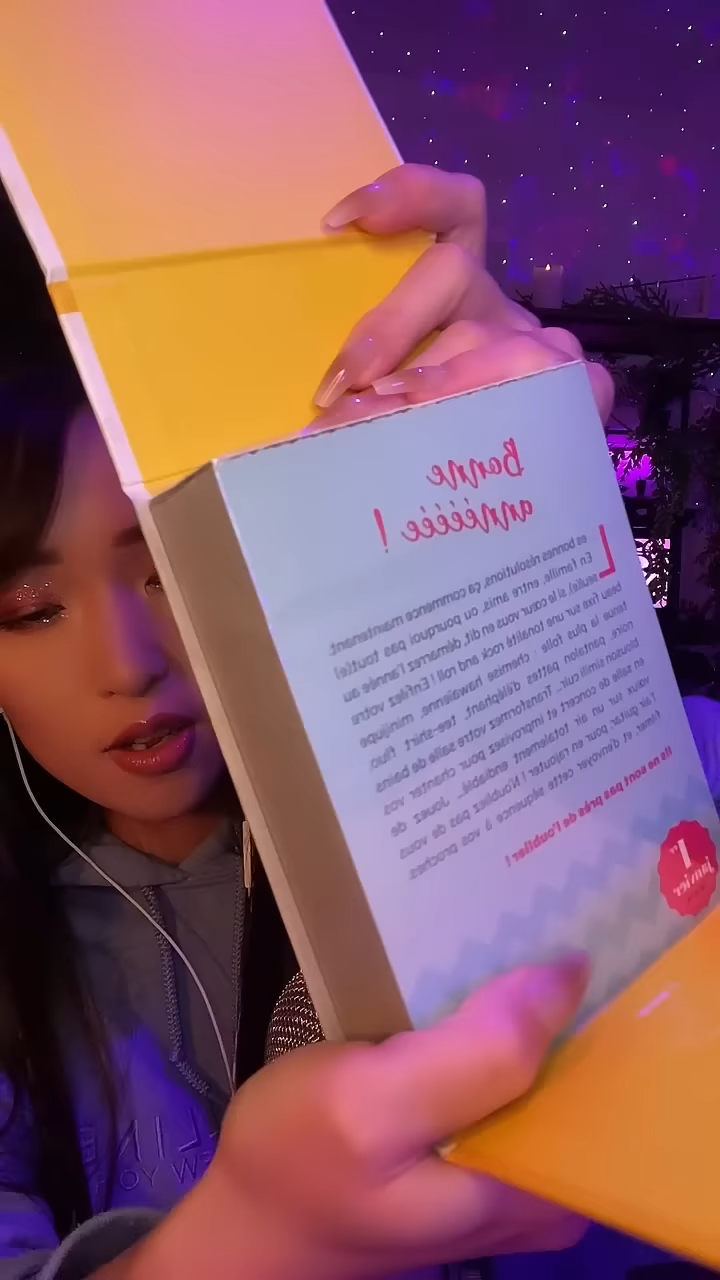 Bonne
annéééée !
Les bonnes résolutions, ça commence maintenant.
En famille, entre amis, ou pourquoi pas tout(e)
seul(e), si le cœur vous en dit, démarrez l'année au
beau fixe sur une tonalité rock and roll ! Enfilez votre
tenue la plus folle : chemise hawaïenne, minijupe
noire, pantalon pattes d'éléphant, tee-shirt fluo,
blouson simili cuir... Transformez votre salle de bains
en salle de concert et improvisez pour chanter vos
vœux sur un air totalement endiablé... Jouez de
l'air guitar pour en rajouter ! N'oubliez pas de vous
filmer, et d'envoyer cette séquence à vos proches.
Ils ne sont pas près de l'oublier !
1er
janvier